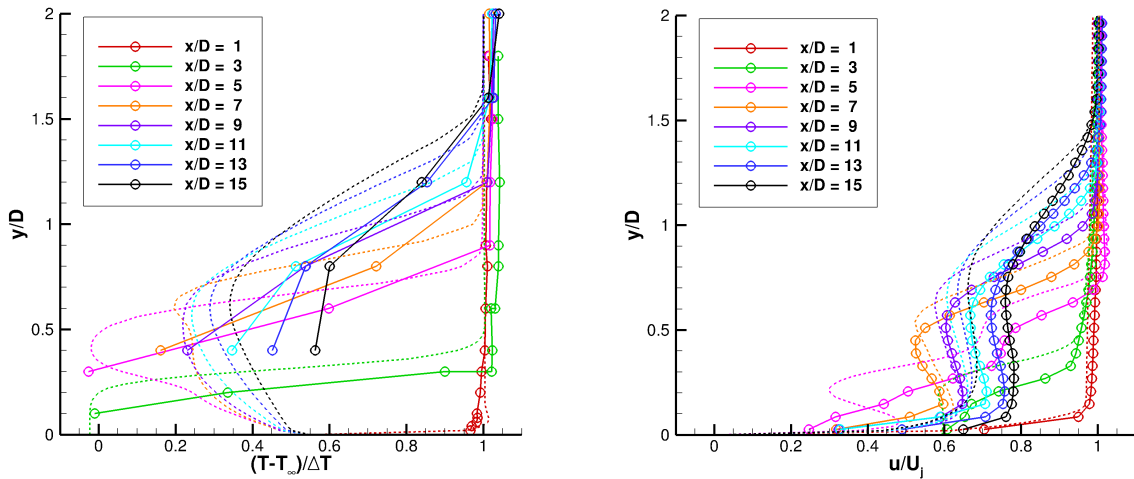 2
1.5
1
0.5
0
y/D
x/D = 1
x/D = 3
x/D = 5
x/D = 7
x/D = 9
x/D = 11
x/D = 13
x/D = 15
0 0.2 0.4 0.6 0.8 1
(T-T∞)/ΔT
2
1.5
1
0.5
0
y/D
x/D = 1
x/D = 3
x/D = 5
x/D = 7
x/D = 9
x/D = 11
x/D = 13
x/D = 15
0 0.2 0.4 0.6 0.8 1
u/Uj